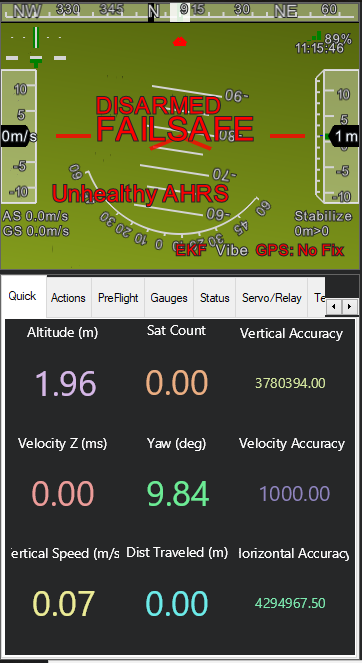 NW 330 345 N 9 15 30 NE 60
89%
11:15:46
DISARMED
FAILSAFE
-90
-80
-70
-60
10
5
0m/s
-5
-10
10
5
1 m
-5
-10
Unhealthy AHRS
60 45 30 20 10 0 10 20 30 45 60
AS 0.0m/s
GS 0.0m/s
Stabilize
0m>0
EKF Vibe GPS: No Fix
Quick Actions PreFlight Gauges Status Servo/Relay Te
Altitude (m) Sat Count Vertical Accuracy
1.96 0.00 3780394.00
Velocity Z (ms) Yaw (deg) Velocity Accuracy
0.00 9.84 1000.00
ertical Speed (m/s Dist Traveled (m) Horizontal Accuracy
0.07 0.00 4294967.50